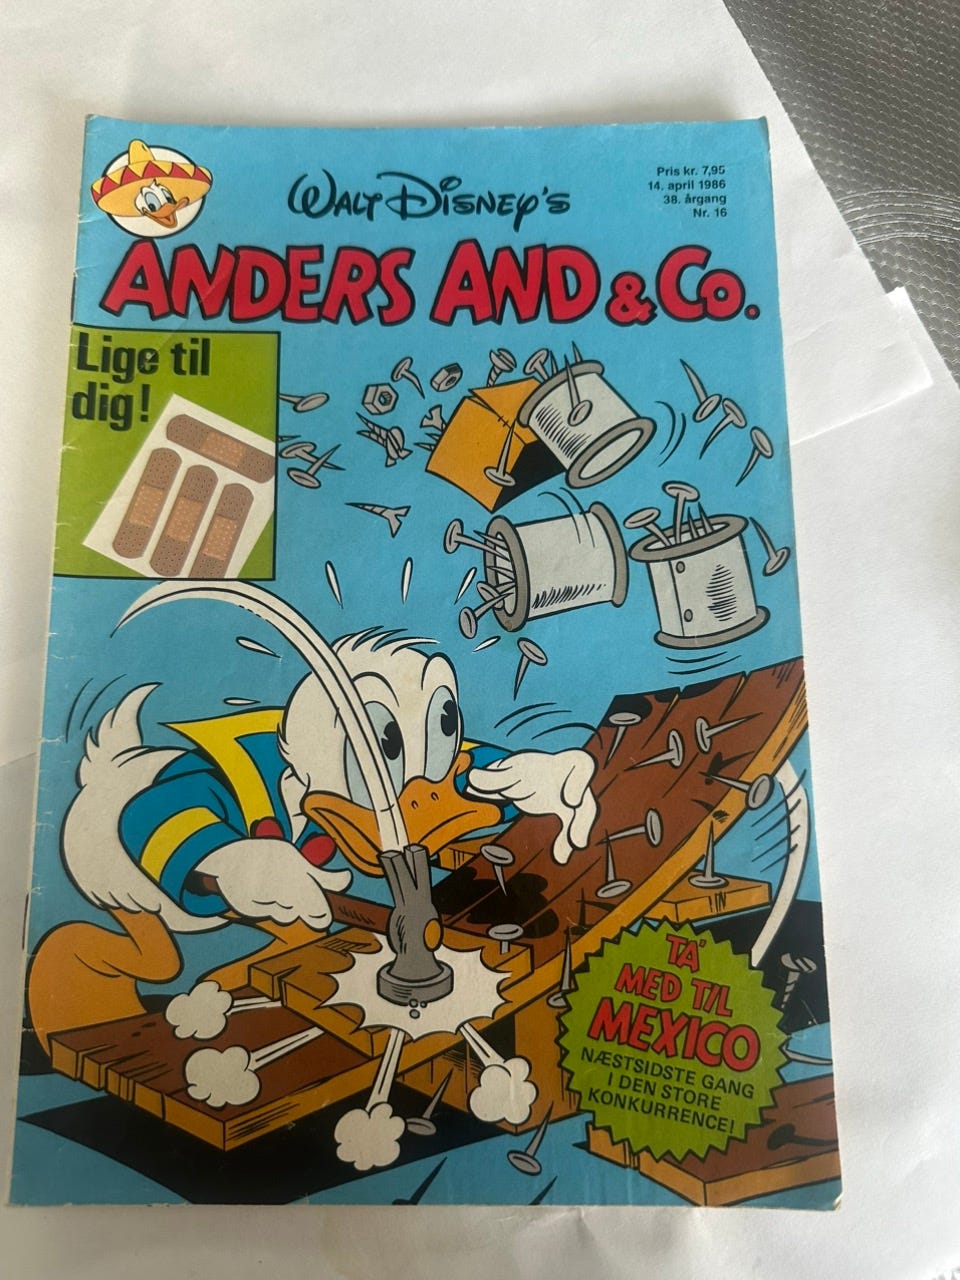 WALT DISNEY'S
Pris kr. 7,95
14. april 1986
38. årgang
Nr. 16
ANDERS AND & Co.
Lige til
dig!
TA'
MED TIL
MEXICO
NÆSTSIDSTE GANG
I DEN STORE
KONKURRENCE!